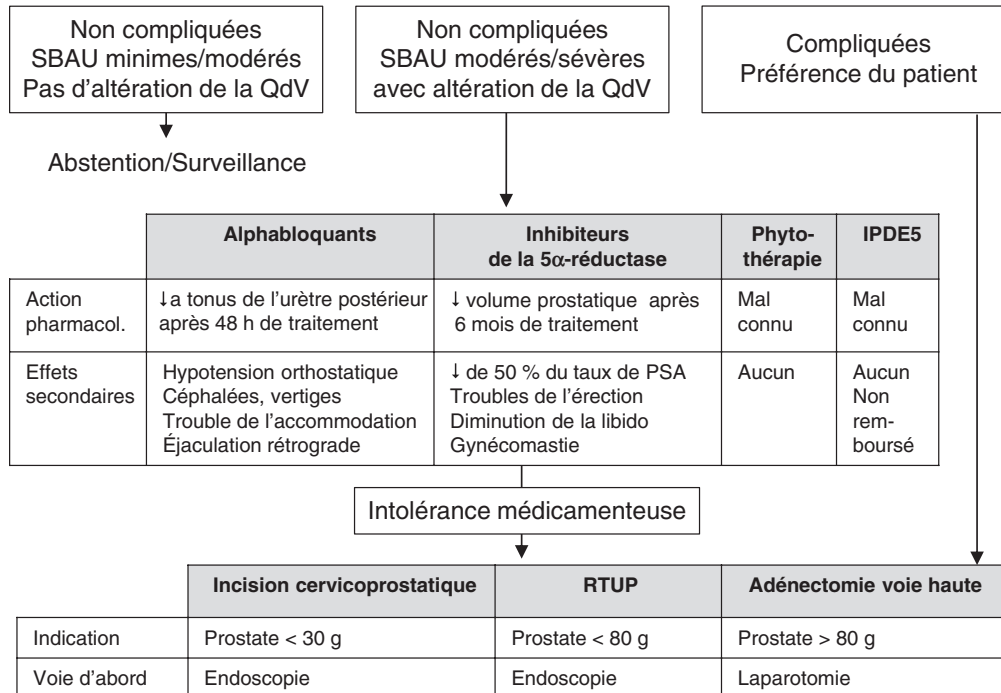 Non compliquées
SBAU minimes/modérés
Pas d'altération de la QdV
Non compliquées
SBAU modérés/sévères
avec altération de la QdV
Compliquées
Préférence du patient
Abstention/Surveillance
Alphabloquants
Inhibiteurs
de la 5α-réductase
Phyto-
thérapie
IPDE5
Action
pharmacol.
↓a tonus de l'urètre postérieur
après 48 h de traitement
↓ volume prostatique après
6 mois de traitement
Mal
connu
Mal
connu
Effets
secondaires
Hypotension orthostatique
Céphalées, vertiges
Trouble de l'accommodation
Éjaculation rétrograde
↓ de 50 % du taux de PSA
Troubles de l'érection
Diminution de la libido
Gynécomastie
Aucun
Aucun
Non
rem-
boursé
Intolérance médicamenteuse
Incision cervicoprostatique
RTUP
Adénectomie voie haute
Indication
Prostate < 30 g
Prostate < 80 g
Prostate > 80 g
Voie d'abord
Endoscopie
Endoscopie
Laparotomie